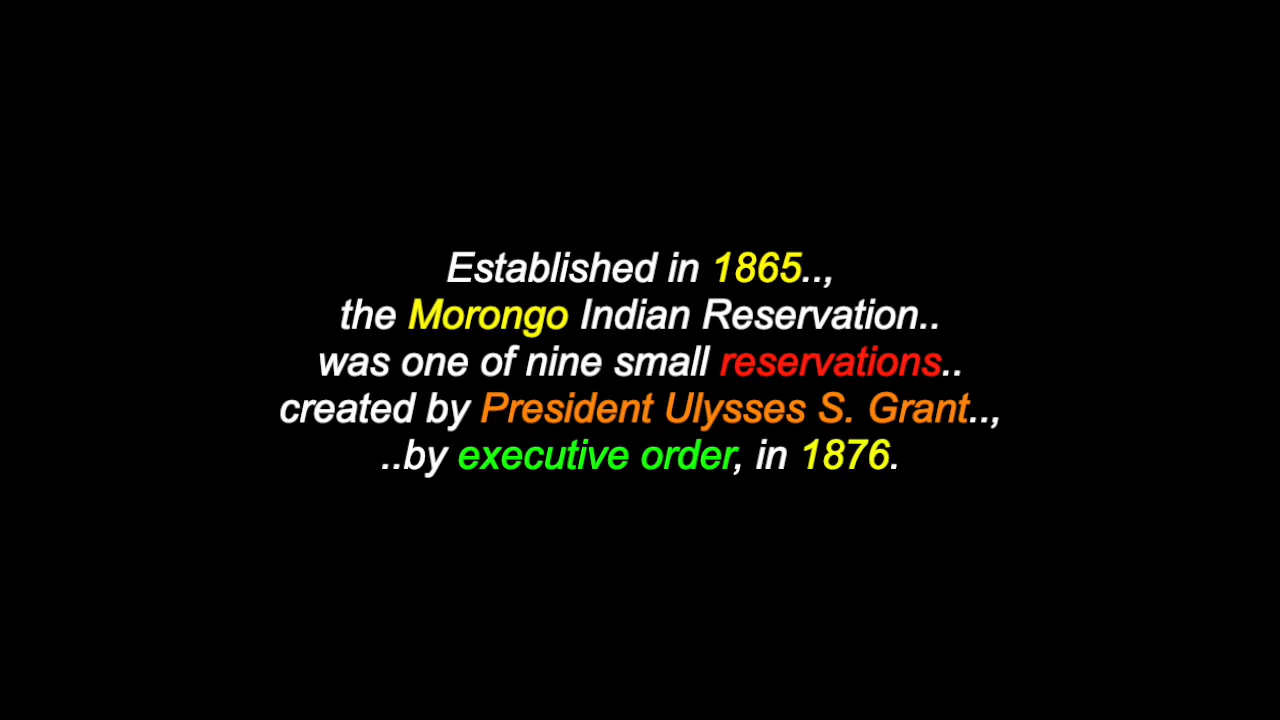 Established in 1865..,
the Morongo Indian Reservation..
was one of nine small reservations..
created by President Ulysses S. Grant..,
..by executive order, in 1876.